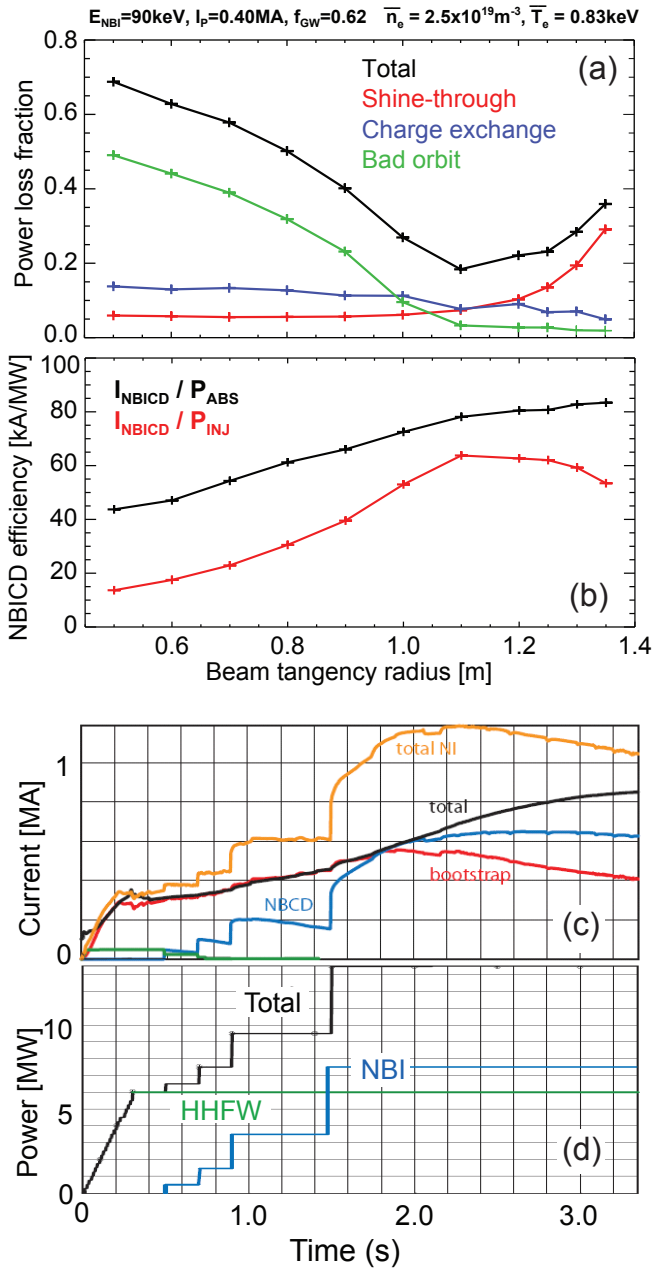 E_NBI=90keV, I_P=0.40MA, f_GW=0.62 n̅_e = 2.5x10^19m^-3, T̅_e = 0.83keV
0.8
(a)
Total
Shine-through
Charge exchange
Bad orbit
0.6
0.4
0.2
0.0
Power loss fraction
100
I_NBICD / P_ABS
I_NBICD / P_INJ
80
60
40
20
0
(b)
NBICD efficiency [kA/MW]
0.6 0.8 1.0 1.2 1.4
Beam tangency radius [m]
total NI
1
total
NBCD
bootstrap
0
(c)
Current [MA]
Total
10
NBI
HHFW
5
(d)
0
Power [MW]
0 1.0 2.0 3.0
Time (s)